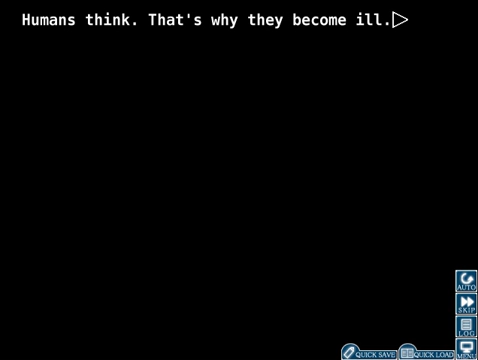 Humans think. That's why they become ill.
AUTO
SKIP
LOG
QUICK SAVE
QUICK LOAD
MENU